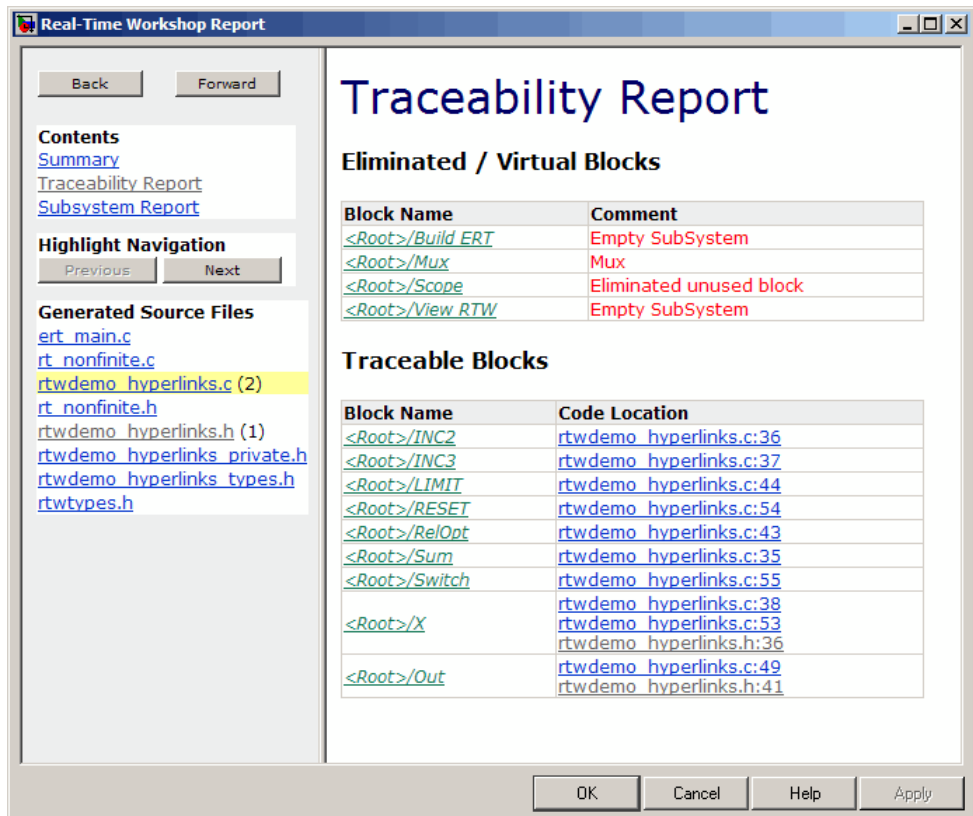 Real-Time Workshop Report
Back Forward
Contents
Summary
Traceability Report
Subsystem Report
Highlight Navigation
Previous Next
Generated Source Files
ert_main.c
rt_nonfinite.c
rtwdemo_hyperlinks.c (2)
rt_nonfinite.h
rtwdemo_hyperlinks.h (1)
rtwdemo_hyperlinks_private.h
rtwdemo_hyperlinks_types.h
rtwtypes.h
Traceability Report
Eliminated / Virtual Blocks
Block Name Comment
<Root>/Build ERT Empty SubSystem
<Root>/Mux Mux
<Root>/Scope Eliminated unused block
<Root>/View RTW Empty SubSystem
Traceable Blocks
Block Name Code Location
<Root>/INC2 rtwdemo_hyperlinks.c:36
<Root>/INC3 rtwdemo_hyperlinks.c:37
<Root>/LIMIT rtwdemo_hyperlinks.c:44
<Root>/RESET rtwdemo_hyperlinks.c:54
<Root>/RelOpt rtwdemo_hyperlinks.c:43
<Root>/Sum rtwdemo_hyperlinks.c:35
<Root>/Switch rtwdemo_hyperlinks.c:55
<Root>/X
rtwdemo_hyperlinks.c:38
rtwdemo_hyperlinks.c:53
rtwdemo_hyperlinks.h:36
<Root>/Out
rtwdemo_hyperlinks.c:49
rtwdemo_hyperlinks.h:41
OK Cancel Help Apply